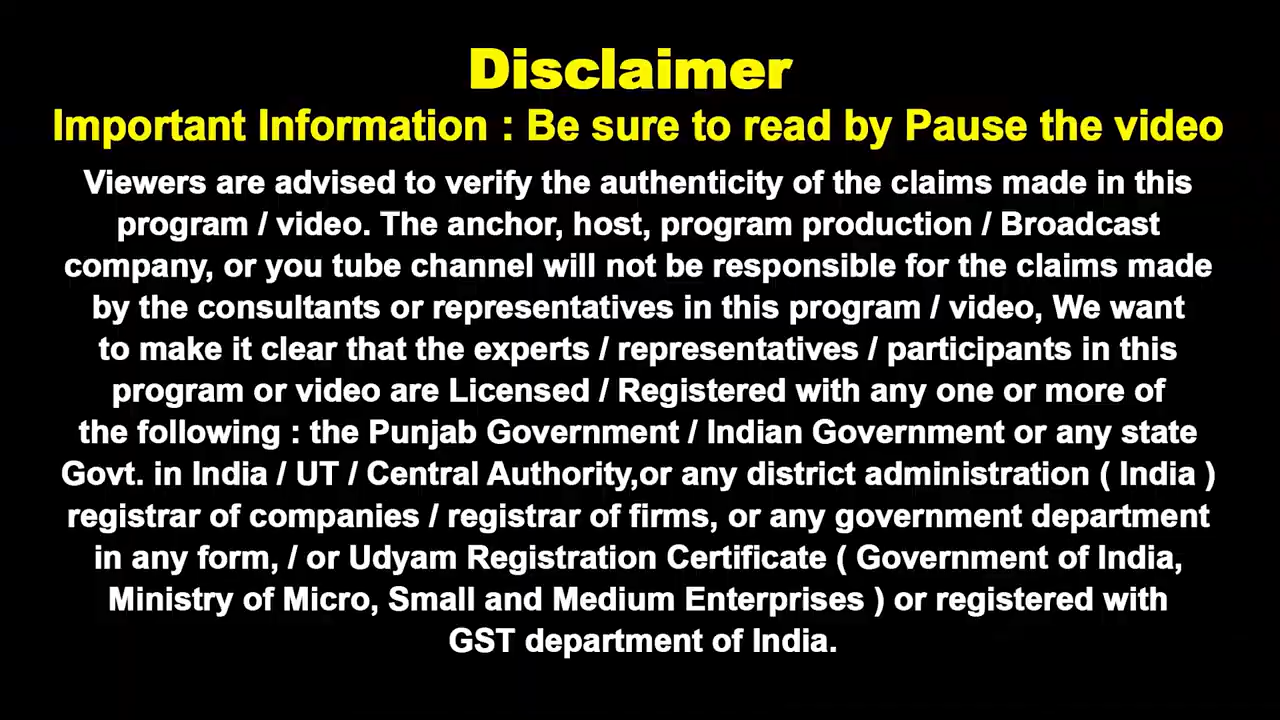 Disclaimer
Important Information : Be sure to read by Pause the video
Viewers are advised to verify the authenticity of the claims made in this
program / video. The anchor, host, program production / Broadcast
company, or you tube channel will not be responsible for the claims made
by the consultants or representatives in this program / video, We want
to make it clear that the experts / representatives / participants in this
program or video are Licensed / Registered with any one or more of
the following : the Punjab Government / Indian Government or any state
Govt. in India / UT / Central Authority,or any district administration ( India )
registrar of companies / registrar of firms, or any government department
in any form, / or Udyam Registration Certificate ( Government of India,
Ministry of Micro, Small and Medium Enterprises ) or registered with
GST department of India.